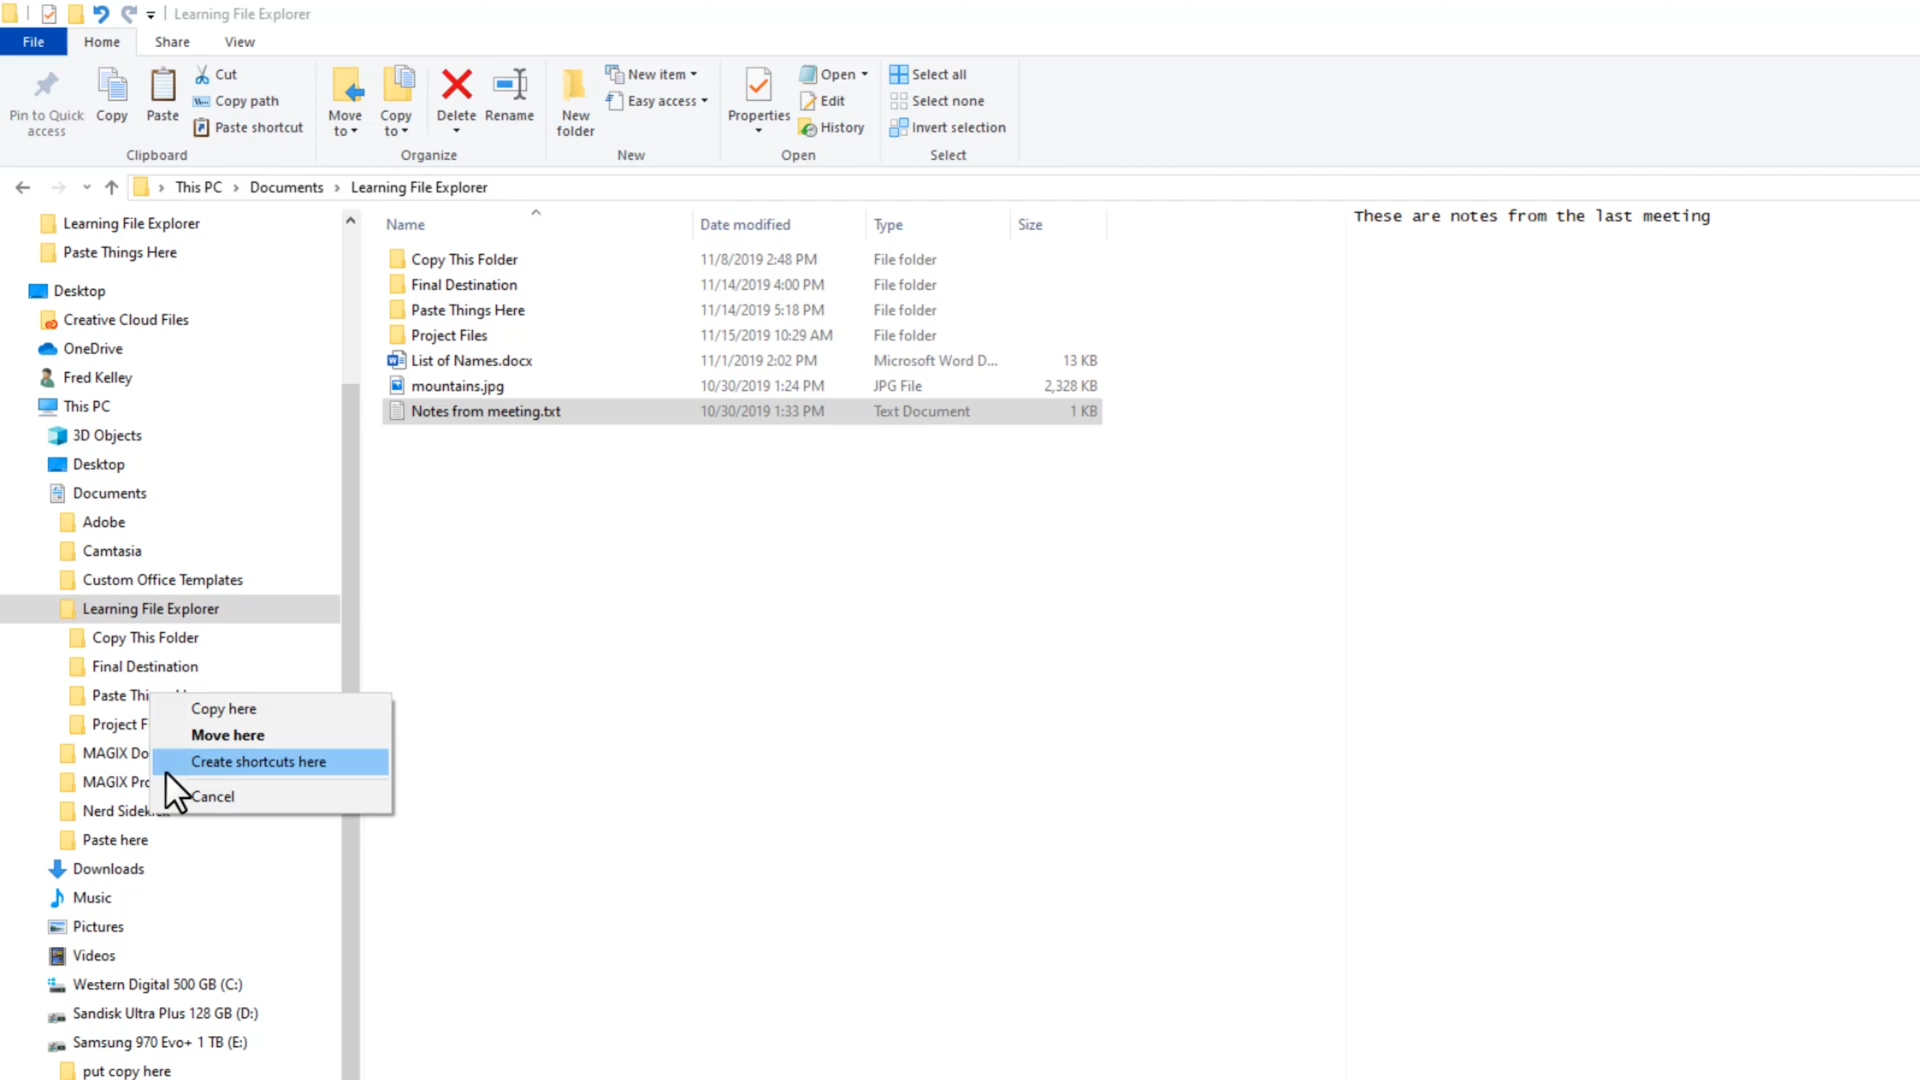 Learning File Explorer
File Home Share View
Pin to Quick access
Copy
Paste
Cut
Copy path
Paste shortcut
Clipboard
Move to
Copy to
Delete
Rename
Organize
New folder
New item
Easy access
New
Properties
Open
Edit
History
Open
Select all
Select none
Invert selection
Select
This PC > Documents > Learning File Explorer
Learning File Explorer
Paste Things Here
Desktop
Creative Cloud Files
OneDrive
Fred Kelley
This PC
3D Objects
Desktop
Documents
Adobe
Camtasia
Custom Office Templates
Learning File Explorer
Copy This Folder
Final Destination
Paste Thi
Project F
MAGIX Do
MAGIX Pro
Nerd Sidekick
Paste here
Downloads
Music
Pictures
Videos
Western Digital 500 GB (C:)
Sandisk Ultra Plus 128 GB (D:)
Samsung 970 Evo+ 1 TB (E:)
put copy here
Copy here
Move here
Create shortcuts here
Cancel
Name Date modified Type Size
Copy This Folder 11/8/2019 2:48 PM File folder
Final Destination 11/14/2019 4:00 PM File folder
Paste Things Here 11/14/2019 5:18 PM File folder
Project Files 11/15/2019 10:29 AM File folder
List of Names.docx 11/1/2019 2:02 PM Microsoft Word D... 13 KB
mountains.jpg 10/30/2019 1:24 PM JPG File 2,328 KB
Notes from meeting.txt 10/30/2019 1:33 PM Text Document 1 KB
These are notes from the last meeting